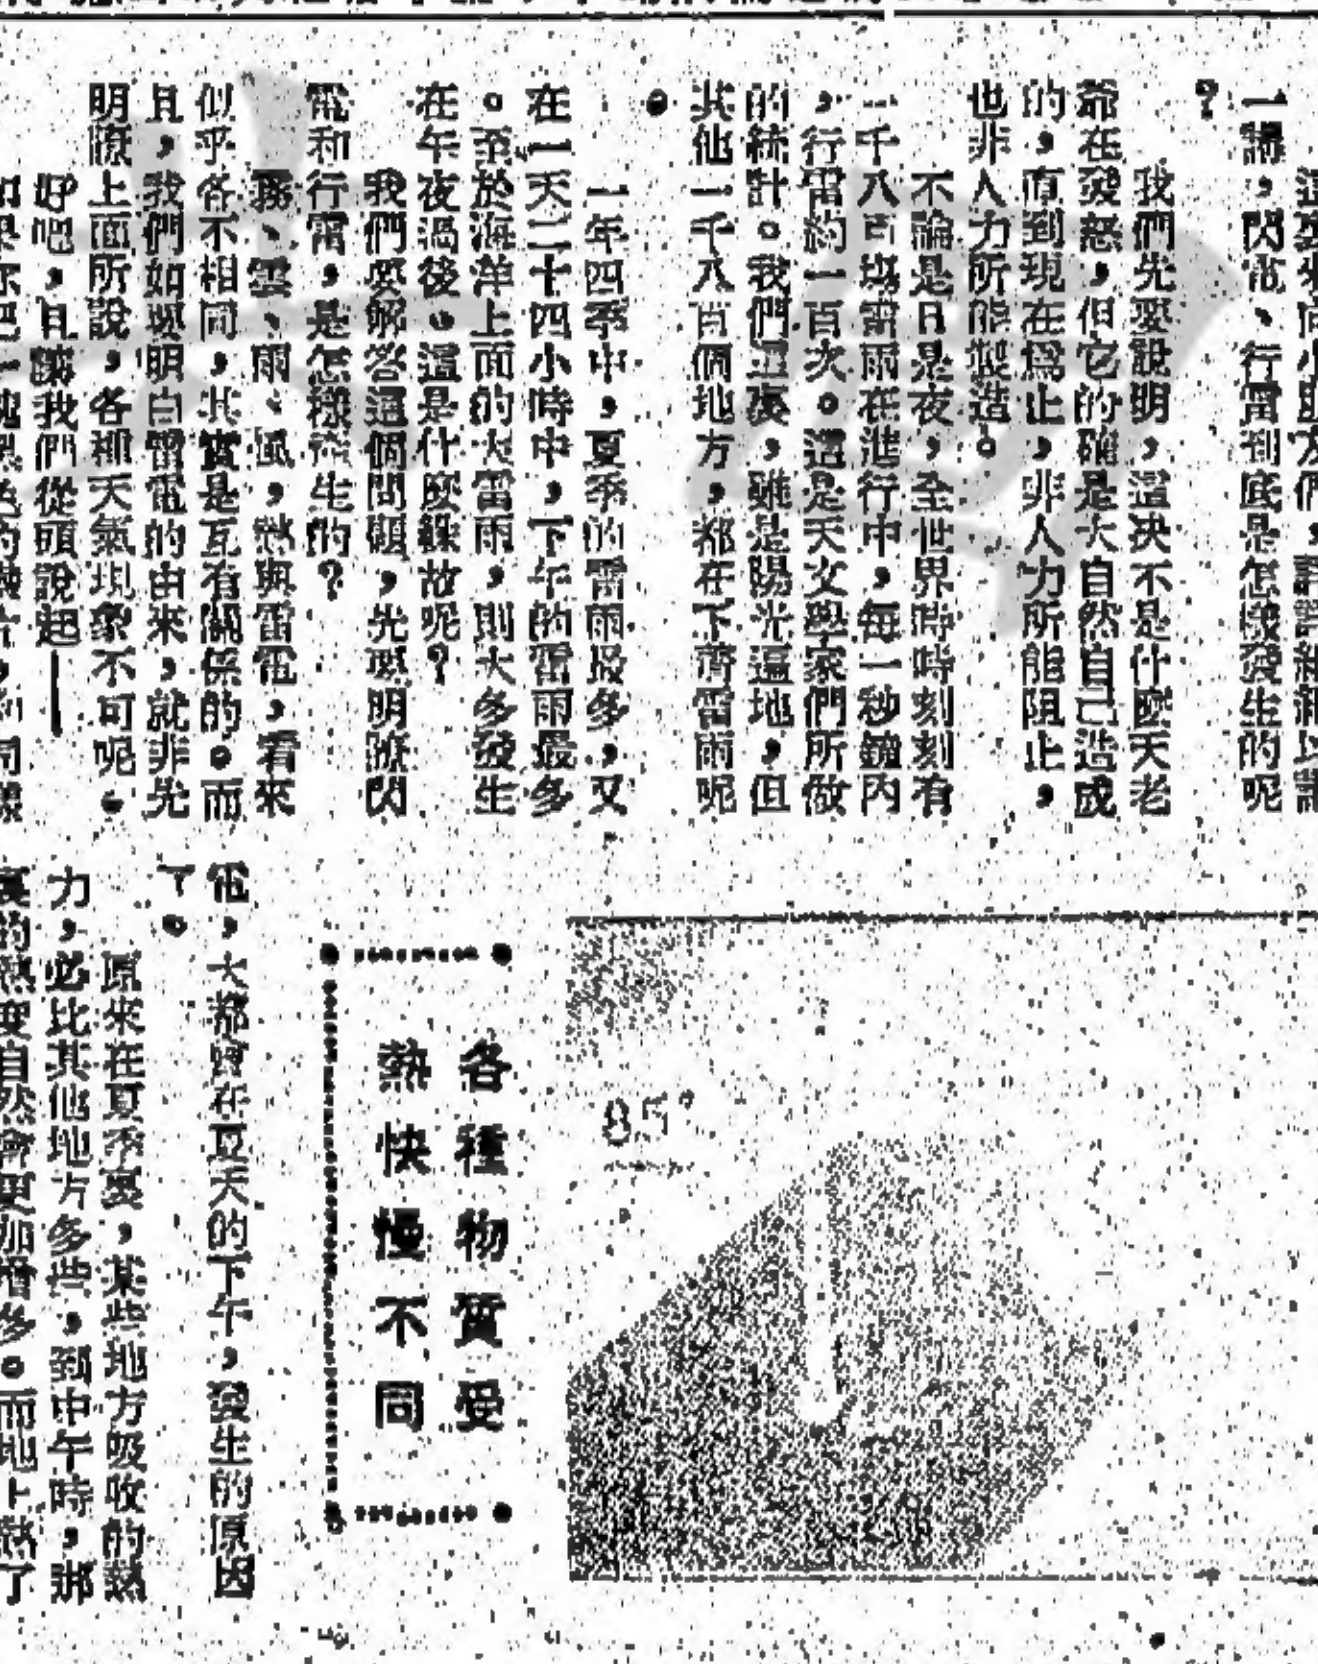 一講，閃電、行雷到底是怎樣發生的呢
？
我們先要說明，這決不是什麼天老
爺在發怒，但它的確是大自然自己造成
的，直到現在為止，非人力所能阻止，
也非人力所能製造。
不論是日是夜，全世界時時刻刻有
一千八百塲雷雨在進行中，每一秒鐘內
，行雷約一百次。這是天文學家們所做
的統計。我們這裏，雖是陽光遍地，但
其他一千八百個地方，都在下着雷雨呢
。
一年四季中，夏季的雷雨最多，又
在一天二十四小時中，下午的雷雨最多
。至於海洋上面的大雷雨，則大多發生
在午夜過後。這是什麼緣故呢？
我們要解答這個問題，先要明瞭閃
電和行雷，是怎樣發生的？
霧、雲、雨、風，熱與雷電，看來
似乎各不相同，其實是互有關係的。而
且，我們如要明白雷電的由來，就非先
明瞭上面所說，各種天氣現象不可呢。
好吧，且讓我們從頭說起——
85°
各種物質受
熱快慢不同
電，大都會在夏天的下午，發生的原因
了。
原來在夏季裏，某些地方吸收的熱
力，必比其他地方多些，到中午時，那
裏的熱度自然會更加增多。而地上熱了